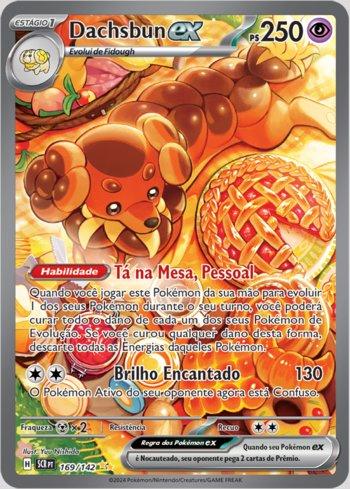 ESTÁGIO 1
Dachsbun ex
PS 250
Evolui de Fidough
Habilidade Tá na Mesa, Pessoal
Quando você jogar este Pokémon da sua mão para evoluir
1 dos seus Pokémon durante o seu turno, você poderá
curar todo o dano de cada um dos seus Pokémon de
Evolução. Se você curou qualquer dano desta forma,
descarte todas as Energias daqueles Pokémon.
Brilho Encantado 130
O Pokémon Ativo do seu oponente agora está Confuso.
Fraqueza ×2 Resistência Recuo
Illus. Yuu Nishida
Regra dos Pokémon ex
Quando seu Pokémon ex
é Nocauteado, seu oponente pega 2 cartas de Prêmio.
H SCR PT 169/142
©2024 Pokémon/Nintendo/Creatures/GAME FREAK